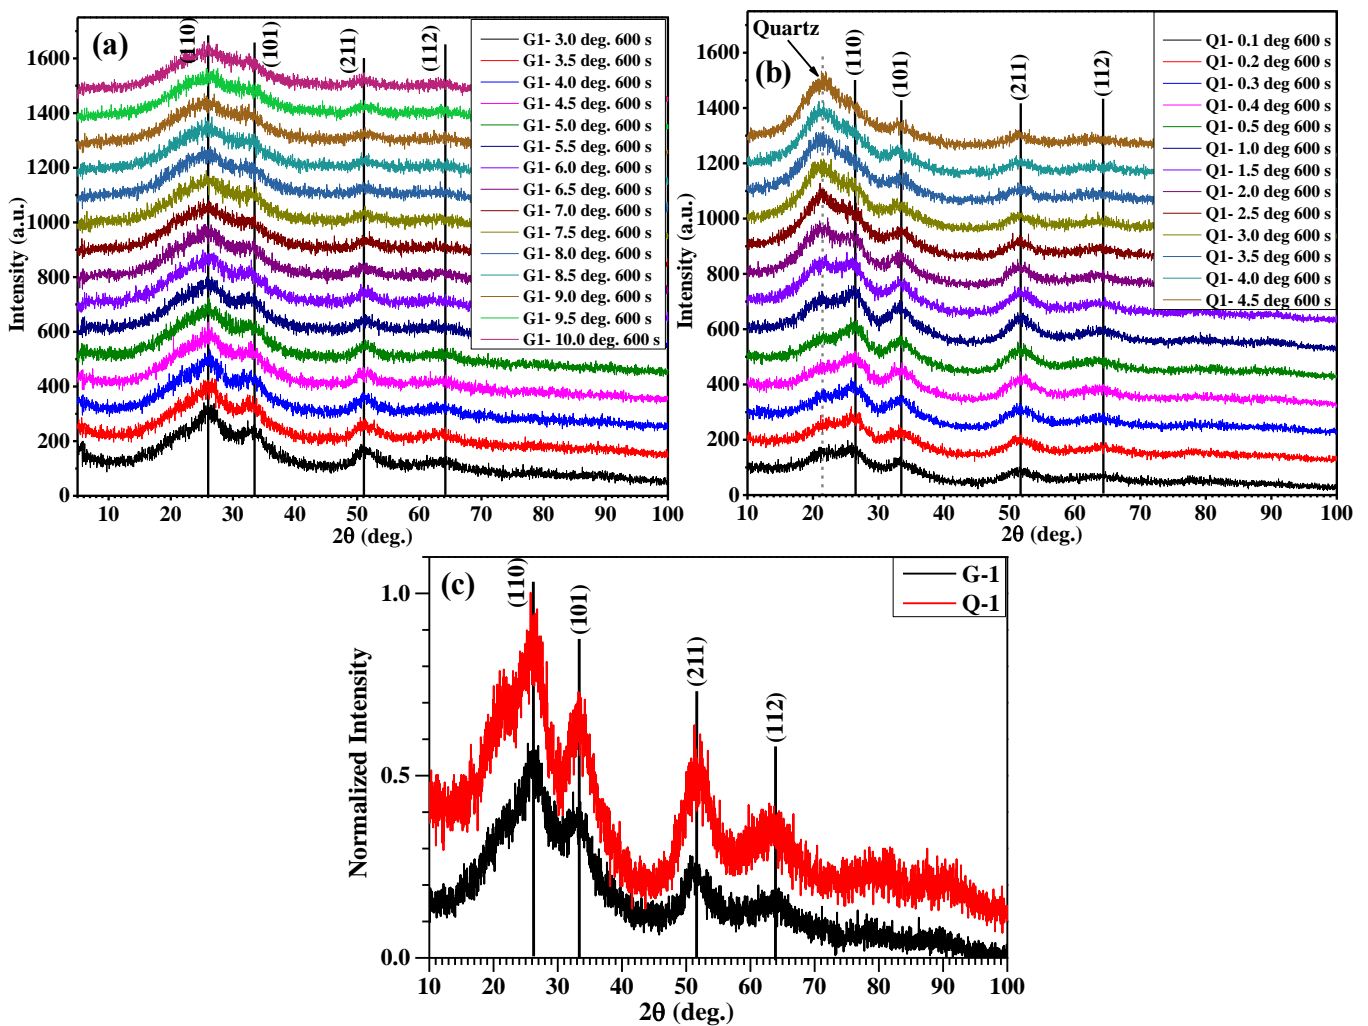 (a)
(110)
(101)
(211)
(112)
G1- 3.0 deg. 600 s
G1- 3.5 deg. 600 s
G1- 4.0 deg. 600 s
G1- 4.5 deg. 600 s
G1- 5.0 deg. 600 s
G1- 5.5 deg. 600 s
G1- 6.0 deg. 600 s
G1- 6.5 deg. 600 s
G1- 7.0 deg. 600 s
G1- 7.5 deg. 600 s
G1- 8.0 deg. 600 s
G1- 8.5 deg. 600 s
G1- 9.0 deg. 600 s
G1- 9.5 deg. 600 s
G1- 10.0 deg. 600 s
Intensity (a.u.)
1600
1400
1200
1000
800
600
400
200
0
10 20 30 40 50 60 70 80 90 100
2θ (deg.)
(b)
Quartz
(110)
(101)
(211)
(112)
Q1- 0.1 deg 600 s
Q1- 0.2 deg 600 s
Q1- 0.3 deg 600 s
Q1- 0.4 deg 600 s
Q1- 0.5 deg 600 s
Q1- 1.0 deg 600 s
Q1- 1.5 deg 600 s
Q1- 2.0 deg 600 s
Q1- 2.5 deg 600 s
Q1- 3.0 deg 600 s
Q1- 3.5 deg 600 s
Q1- 4.0 deg 600 s
Q1- 4.5 deg 600 s
Intensity (a.u.)
1600
1400
1200
1000
800
600
400
200
0
10 20 30 40 50 60 70 80 90 100
2θ (deg.)
(c)
(110)
(101)
(211)
(112)
G-1
Q-1
Normalized Intensity
1.0
0.5
0.0
10 20 30 40 50 60 70 80 90 100
2θ (deg.)